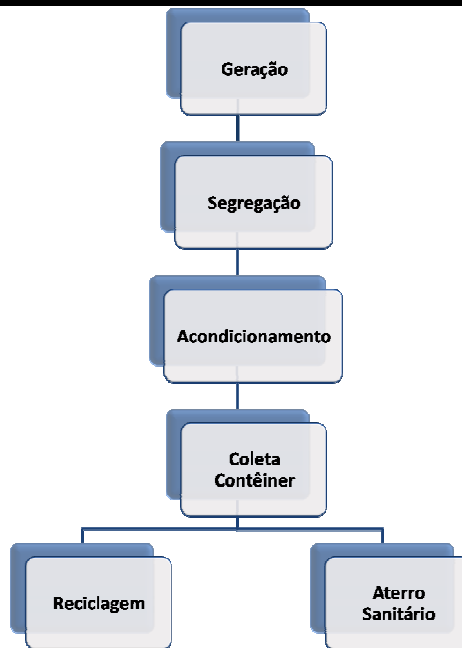 Geração
Segregação
Acondicionamento
Coleta
Contêiner
Reciclagem
Aterro
Sanitário